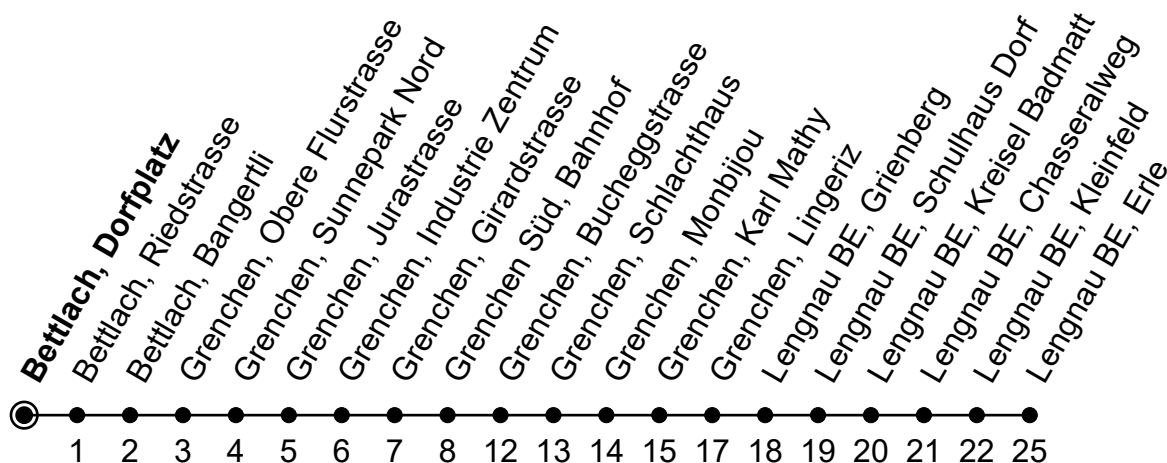 Bettlach, Dorfplatz
Bettlach, Riedstrasse
Bettlach, Bangertli
Grenchen, Obere Flurstrasse
Grenchen, Sunnepark Nord
Grenchen, Jurastrasse
Grenchen, Industrie Zentrum
Grenchen, Girardstrasse
Grenchen Süd, Bahnhof
Grenchen, Bucheggstrasse
Grenchen, Schlachthaus
Grenchen, Monbijou
Grenchen, Karl Mathy
Grenchen, Lingeriz
Lengnau BE, Grienberg
Lengnau BE, Schulhaus Dorf
Lengnau BE, Kreisel Badmatt
Lengnau BE, Chasseralweg
Lengnau BE, Kleinfeld
Lengnau BE, Erle
1 2 3 4 5 6 7 8 12 13 14 15 17 18 19 20 21 22 25